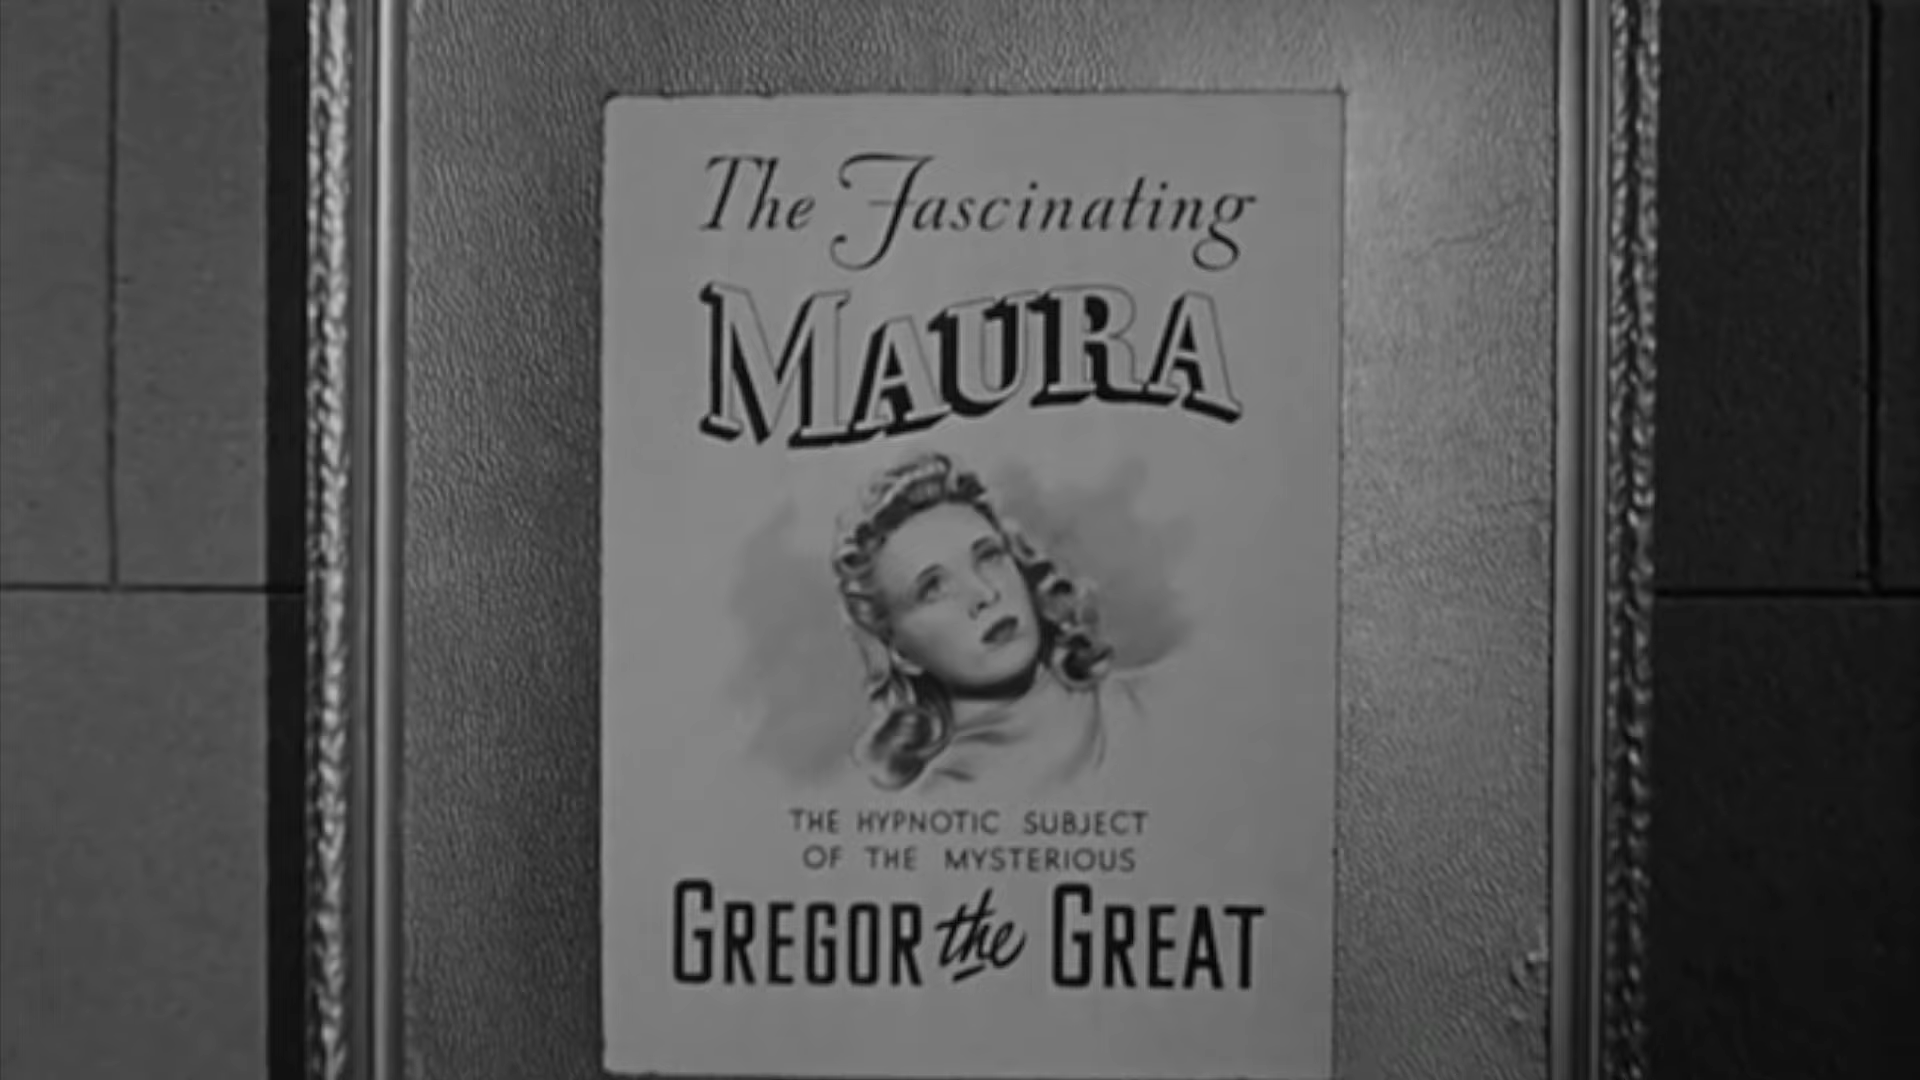 The Fascinating
MAURA
THE HYPNOTIC SUBJECT
OF THE MYSTERIOUS
GREGOR the GREAT